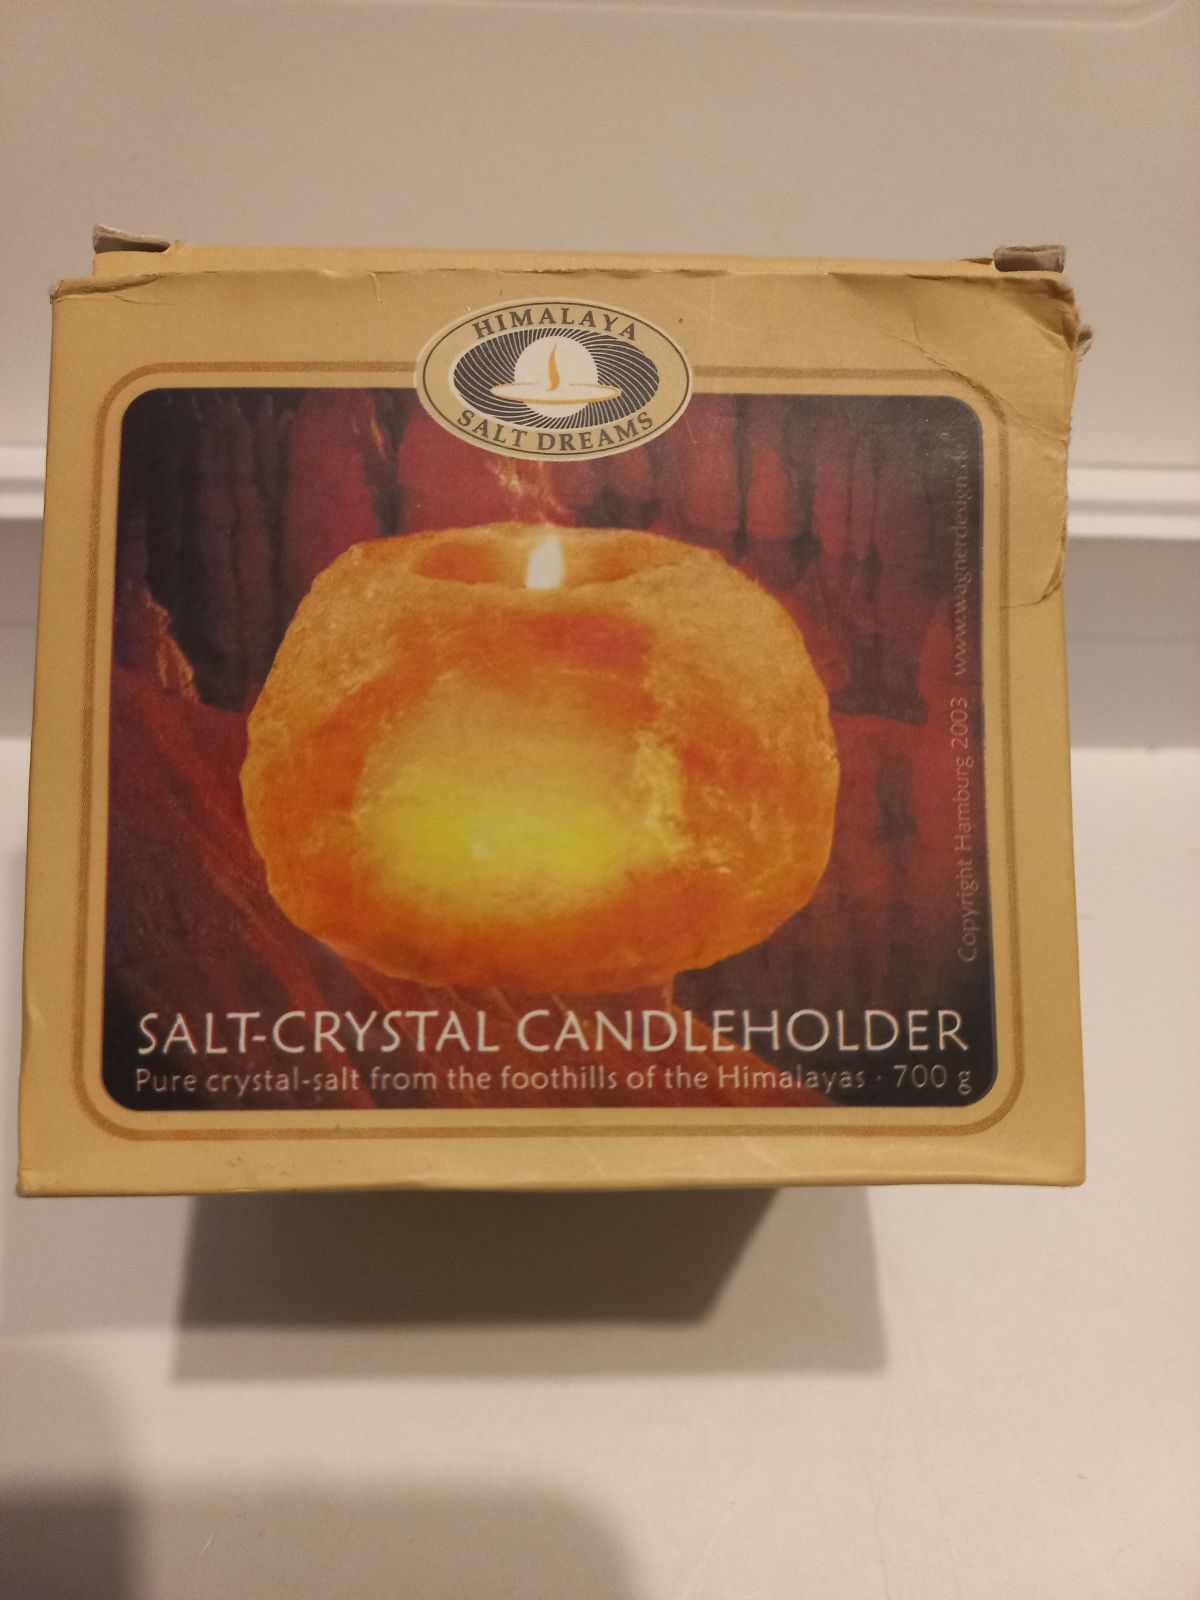 HIMALAYA
SALT DREAMS
Copyright Hamburg 2003 www.wagnerdesign.de
SALT-CRYSTAL CANDLEHOLDER
Pure crystal-salt from the foothills of the Himalayas · 700 g